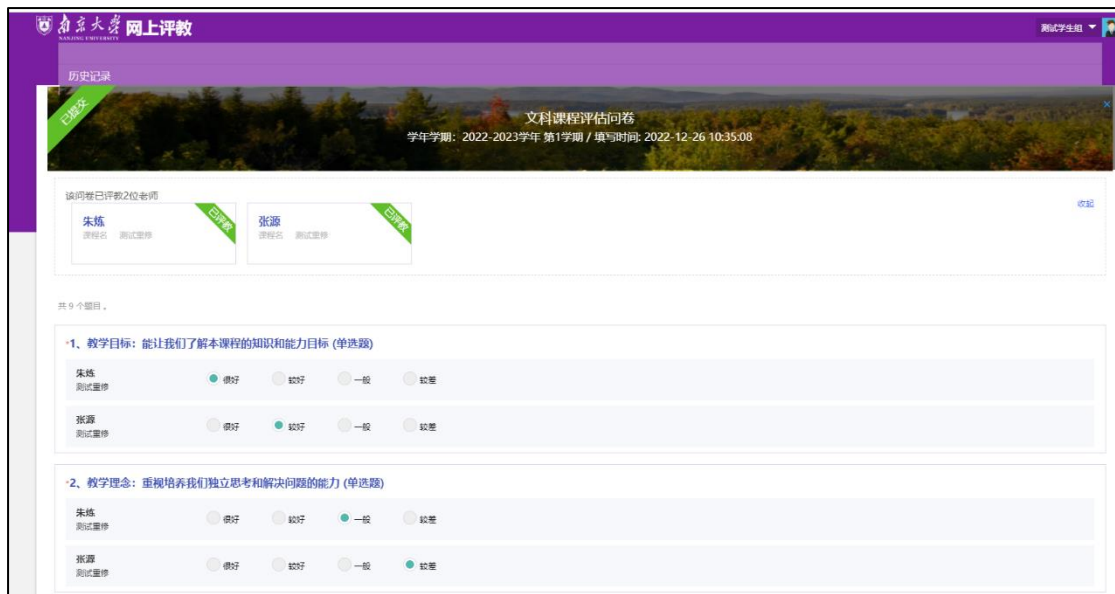 南京大学 网上评教
NANJING UNIVERSITY
测试学生组
历史记录
已提交
文科课程评估问卷
学年学期：2022-2023学年 第1学期 / 填写时间: 2022-12-26 10:35:08
×
该问卷已评教2位老师
收起
朱炼
课程名 测试重修
已评教
张源
课程名 测试重修
已评教
共 9 个题目。
*1、教学目标：能让我们了解本课程的知识和能力目标 (单选题)
朱炼
测试重修
很好 较好 一般 较差
张源
测试重修
很好 较好 一般 较差
*2、教学理念：重视培养我们独立思考和解决问题的能力 (单选题)
朱炼
测试重修
很好 较好 一般 较差
张源
测试重修
很好 较好 一般 较差